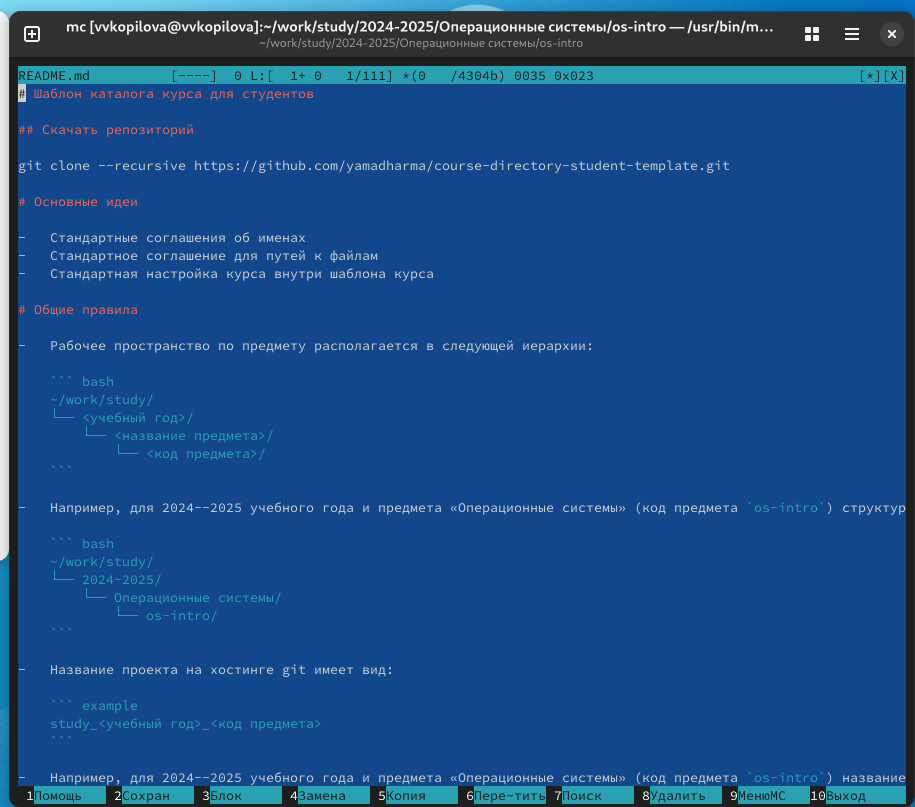 mc [vvkopilova@vvkopilova]:~/work/study/2024-2025/Операционные системы/os-intro — /usr/bin/m…
~/work/study/2024-2025/Операционные системы/os-intro
README.md [----] 0 L:[ 1+ 0 1/111] *(0 /4304b) 0035 0x023 [*][X]
# Шаблон каталога курса для студентов
## Скачать репозиторий
git clone --recursive https://github.com/yamadharma/course-directory-student-template.git
# Основные идеи
- Стандартные соглашения об именах
- Стандартное соглашение для путей к файлам
- Стандартная настройка курса внутри шаблона курса
# Общие правила
- Рабочее пространство по предмету располагается в следующей иерархии:
``` bash
~/work/study/
└── <учебный год>/
└── <название предмета>/
└── <код предмета>/
```
- Например, для 2024--2025 учебного года и предмета «Операционные системы» (код предмета `os-intro`) структур
``` bash
~/work/study/
└── 2024-2025/
└── Операционные системы/
└── os-intro/
```
- Название проекта на хостинге git имеет вид:
``` example
study_<учебный год>_<код предмета>
```
- Например, для 2024--2025 учебного года и предмета «Операционные системы» (код предмета `os-intro`) название
1Помощь 2Сохран 3Блок 4Замена 5Копия 6Пере~тить 7Поиск 8Удалить 9МенюMC 10Выход